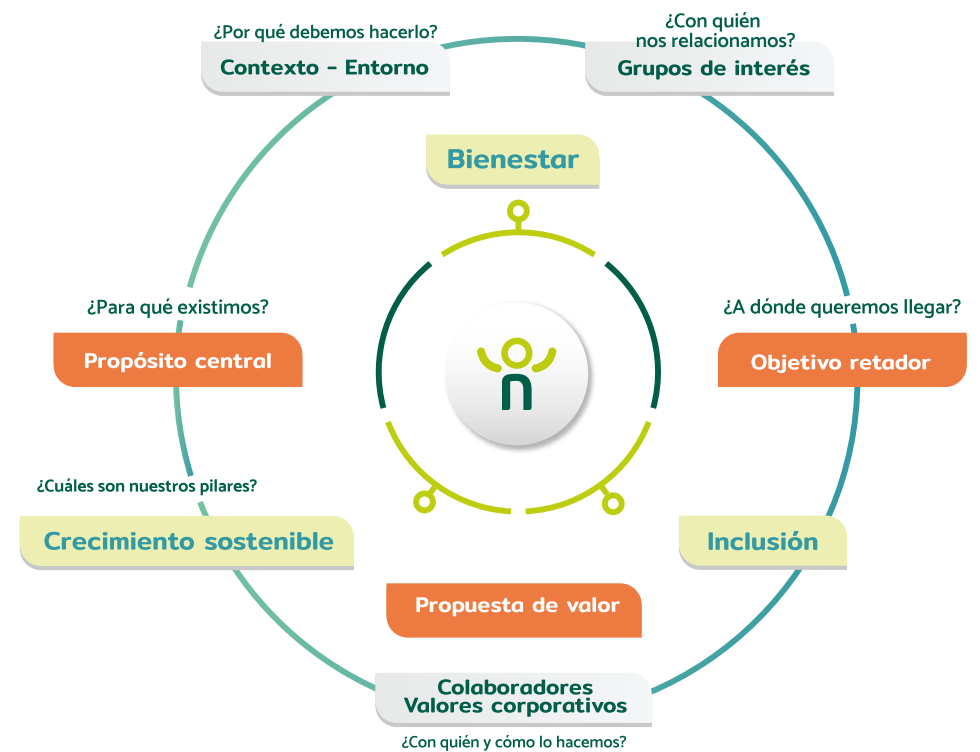 ¿Por qué debemos hacerlo?
Contexto - Entorno
¿Con quién
nos relacionamos?
Grupos de interés
Bienestar
¿Para qué existimos?
Propósito central
¿A dónde queremos llegar?
Objetivo retador
¿Cuáles son nuestros pilares?
Crecimiento sostenible
Inclusión
Propuesta de valor
Colaboradores
Valores corporativos
¿Con quién y cómo lo hacemos?